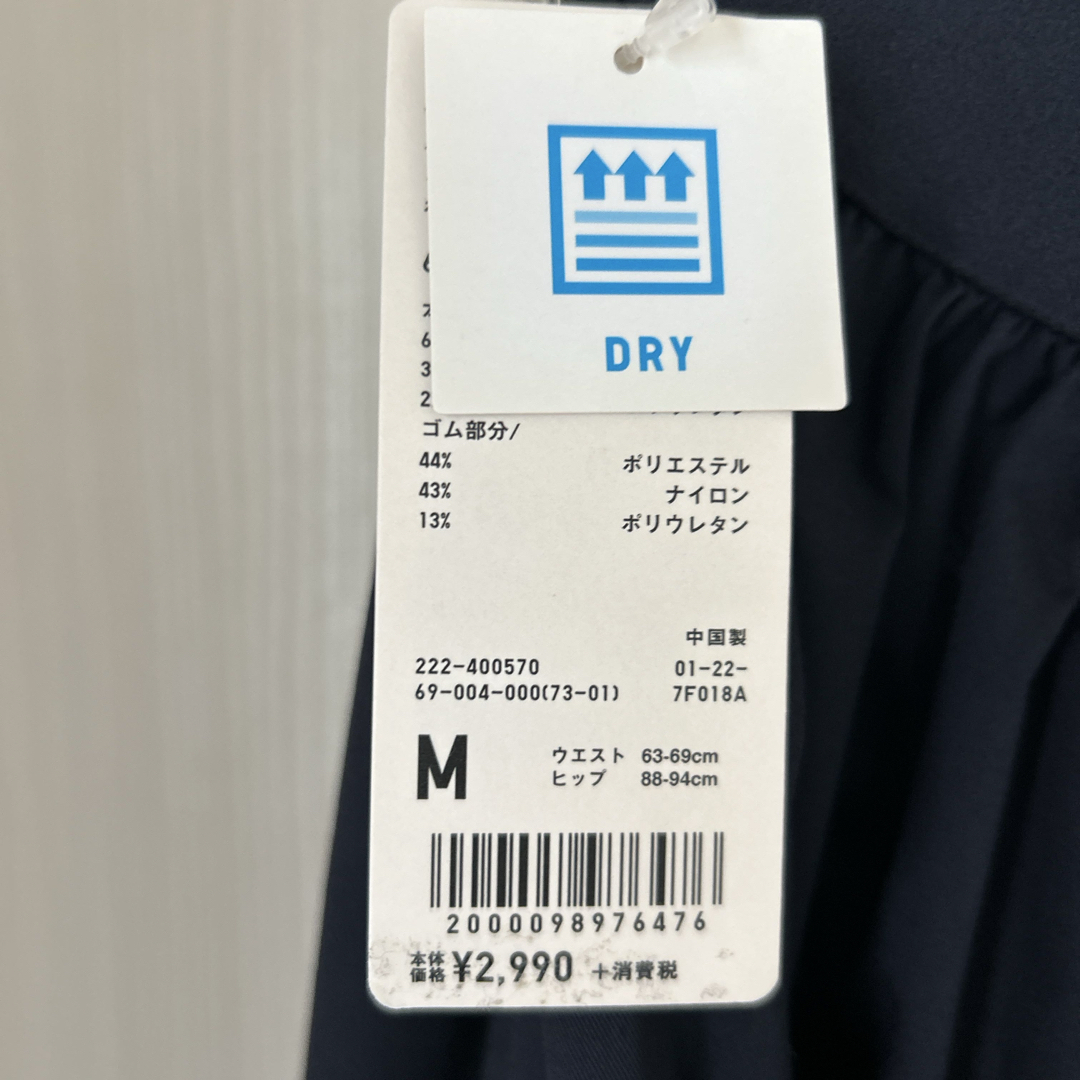 DRY
ゴム部分/
44% ポリエステル
43% ナイロン
13% ポリウレタン
中国製
222-400570 01-22-
69-004-000(73-01) 7F018A
M
ウエスト 63-69cm
ヒップ 88-94cm
2000098976476
本体価格 ¥2,990 +消費税